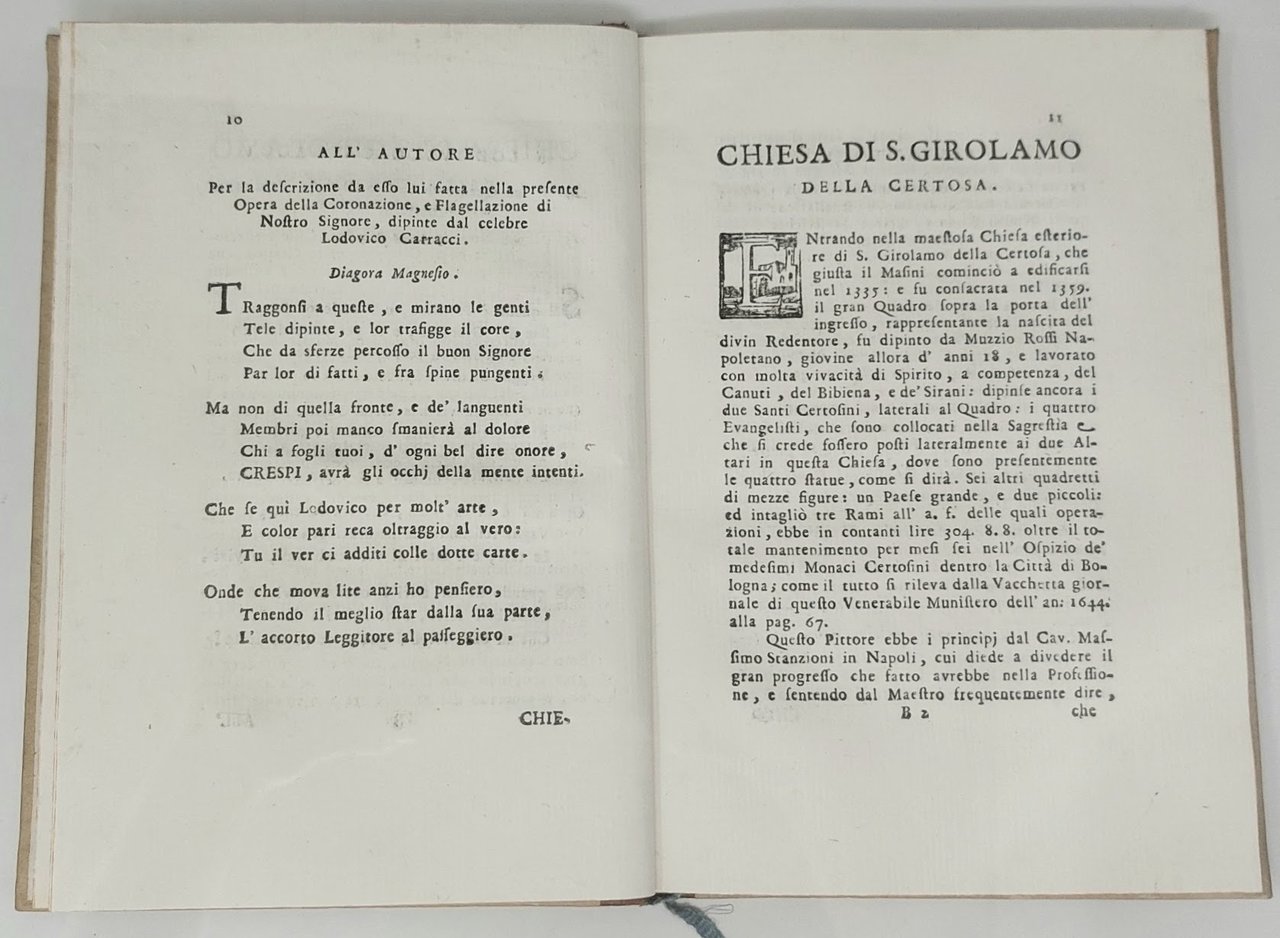 10
ALL' AUTORE
Per la deſcrizione da eſſo lui fatta nella preſente
Opera della Coronazione, e Flagellazione di
Noſtro Signore, dipinte dal celebre
Lodovico Carracci.
Diagora Magneſio.
TRaggonſi a queſte, e mirano le genti
Tele dipinte, e lor trafigge il core,
Che da sferze percoſſo il buon Signore
Par lor di fatti, e fra ſpine pungenti.
Ma non di quella fronte, e de' languenti
Membri poi manco ſmanierà al dolore
Chi a fogli tuoi, d' ogni bel dire onore,
CRESPI, avrà gli occhj della mente intenti.
Che ſe quì Lodovico per molt' arte,
E color pari reca oltraggio al vero:
Tu il ver ci additi colle dotte carte.
Onde che mova lite anzi ho penſiero,
Tenendo il meglio ſtar dalla ſua parte,
L' accorto Leggitore al paſſeggiero.
CHIE-
11
CHIESA DI S. GIROLAMO
DELLA CERTOSA.
ENtrando nella maeſtoſa Chieſa eſterio-
re di S. Girolamo della Certoſa, che
giuſta il Maſini cominciò a edificarſi
nel 1335: e fu conſacrata nel 1359.
il gran Quadro ſopra la porta dell'
ingreſſo, rappreſentante la naſcita del
divin Redentore, fu dipinto da Muzzio Roſſi Na-
poletano, giovine allora d' anni 18, e lavorato
con molta vivacità di Spirito, a competenza, del
Canuti, del Bibiena, e de' Sirani: dipinſe ancora i
due Santi Certoſini, laterali al Quadro: i quattro
Evangeliſti, che ſono collocati nella Sagreſtia e
che ſi crede foſſero poſti lateralmente ai due Al-
tari in queſta Chieſa, dove ſono preſentemente
le quattro ſtatue, come ſi dirà. Sei altri quadretti
di mezze figure: un Paeſe grande, e due piccoli:
ed intagliò tre Rami all' a. f. delle quali opera-
zioni, ebbe in contanti lire 304. 8. 8. oltre il to-
tale mantenimento per meſi ſei nell' Oſpizio de'
medeſimi Monaci Certoſini dentro la Città di Bo-
logna; come il tutto ſi rileva dalla Vacchetta gior-
nale di queſto Venerabile Muniſtero dell' an: 1644.
alla pag. 67.
Queſto Pittore ebbe i principj dal Cav. Maſ-
ſimo Stanzioni in Napoli, cui diede a divedere il
gran progreſſo che fatto avrebbe nella Profeſſio-
ne, e ſentendo dal Maeſtro frequentemente dire,
B 2
che